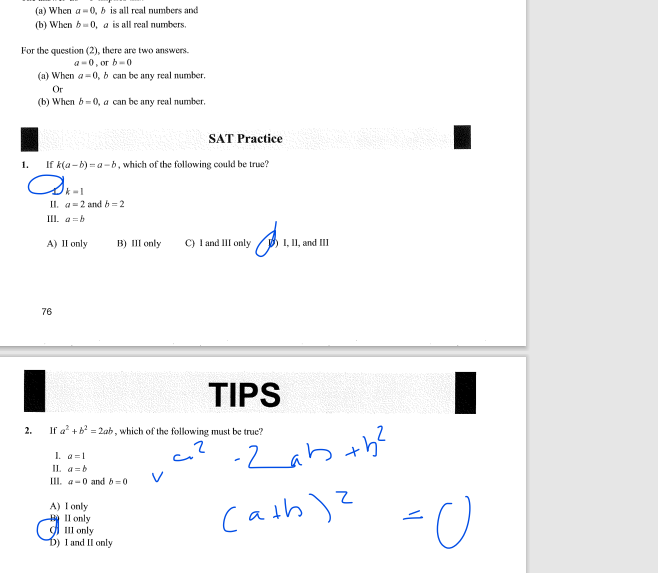 (a) When a = 0, b is all real numbers and
(b) When b = 0, a is all real numbers.
For the question (2), there are two answers.
a = 0, or b = 0
(a) When a = 0, b can be any real number.
Or
(b) When b = 0, a can be any real number.
SAT Practice
1. If k(a − b) = a − b, which of the following could be true?
I. k = 1
II. a = 2 and b = 2
III. a = b
A) II only B) III only C) I and III only D) I, II, and III
76
TIPS
2. If a² + b² = 2ab, which of the following must be true?
a² - 2ab + b²
I. a = 1
II. a = b
III. a = 0 and b = 0
(a+b)² = 0
A) I only
B) II only
C) III only
D) I and II only